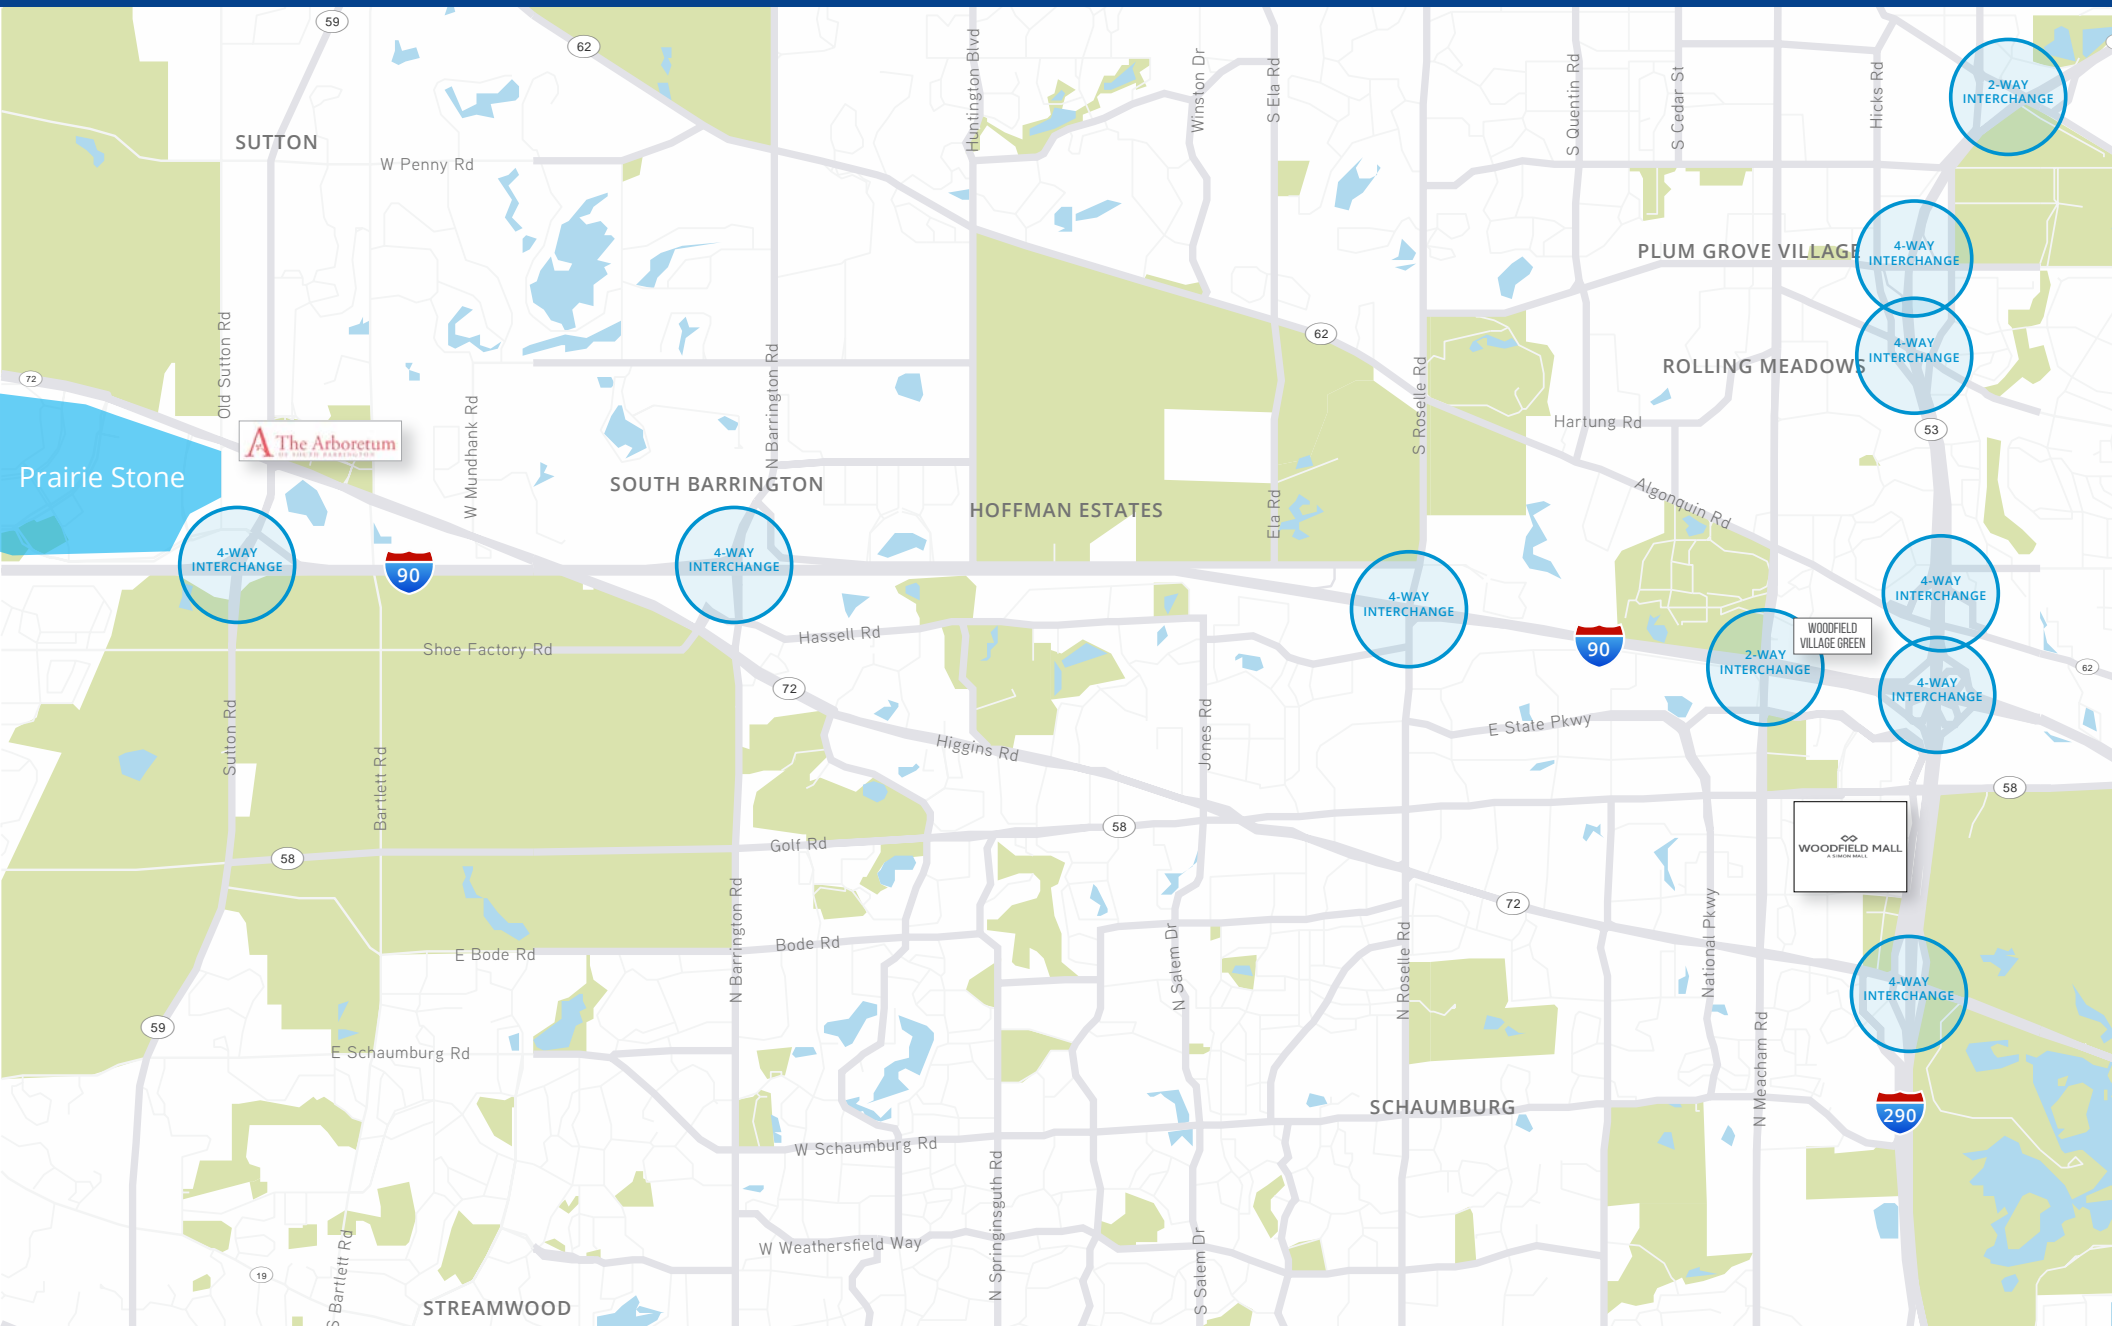 59
62
Huntington Blvd
Winston Dr
S Ela Rd
S Quentin Rd
S Cedar St
Hicks Rd
2-WAY
INTERCHANGE
SUTTON
W Penny Rd
PLUM GROVE VILLAGE
4-WAY
INTERCHANGE
Old Sutton Rd
62
N Barrington Rd
S Roselle Rd
ROLLING MEADOWS
4-WAY
INTERCHANGE
72
W Mundhank Rd
Hartung Rd
53
A The Arboretum
OF SOUTH BARRINGTON
Prairie Stone
SOUTH BARRINGTON
HOFFMAN ESTATES
Ela Rd
Algonquin Rd
4-WAY
INTERCHANGE
90
4-WAY
INTERCHANGE
4-WAY
INTERCHANGE
4-WAY
INTERCHANGE
Shoe Factory Rd
Hassell Rd
90
WOODFIELD
VILLAGE GREEN
2-WAY
INTERCHANGE
62
72
4-WAY
INTERCHANGE
Sutton Rd
Bartlett Rd
Higgins Rd
Jones Rd
E State Pkwy
58
58
58
Golf Rd
WOODFIELD MALL
A SIMON MALL
N Barrington Rd
72
National Pkwy
E Bode Rd
Bode Rd
N Salem Dr
N Roselle Rd
4-WAY
INTERCHANGE
59
E Schaumburg Rd
N Meacham Rd
SCHAUMBURG
290
W Schaumburg Rd
N Springinsguth Rd
W Weathersfield Way
S Salem Dr
S Bartlett Rd
19
STREAMWOOD